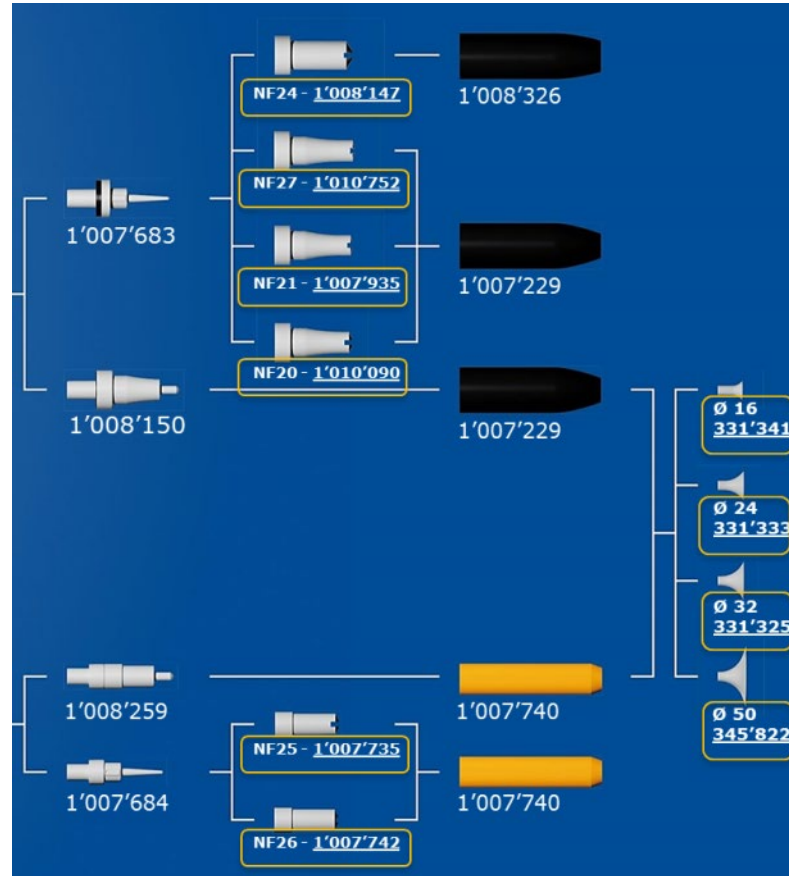 NF24 - 1’008’147
1’008’326
NF27 - 1’010’752
1’007’683
NF21 - 1’007’935
1’007’229
NF20 - 1’010’090
1’008’150
1’007’229
Ø 16
331’341
Ø 24
331’333
Ø 32
331’325
1’008’259
1’007’740
Ø 50
345’822
NF25 - 1’007’735
1’007’684
1’007’740
NF26 - 1’007’742